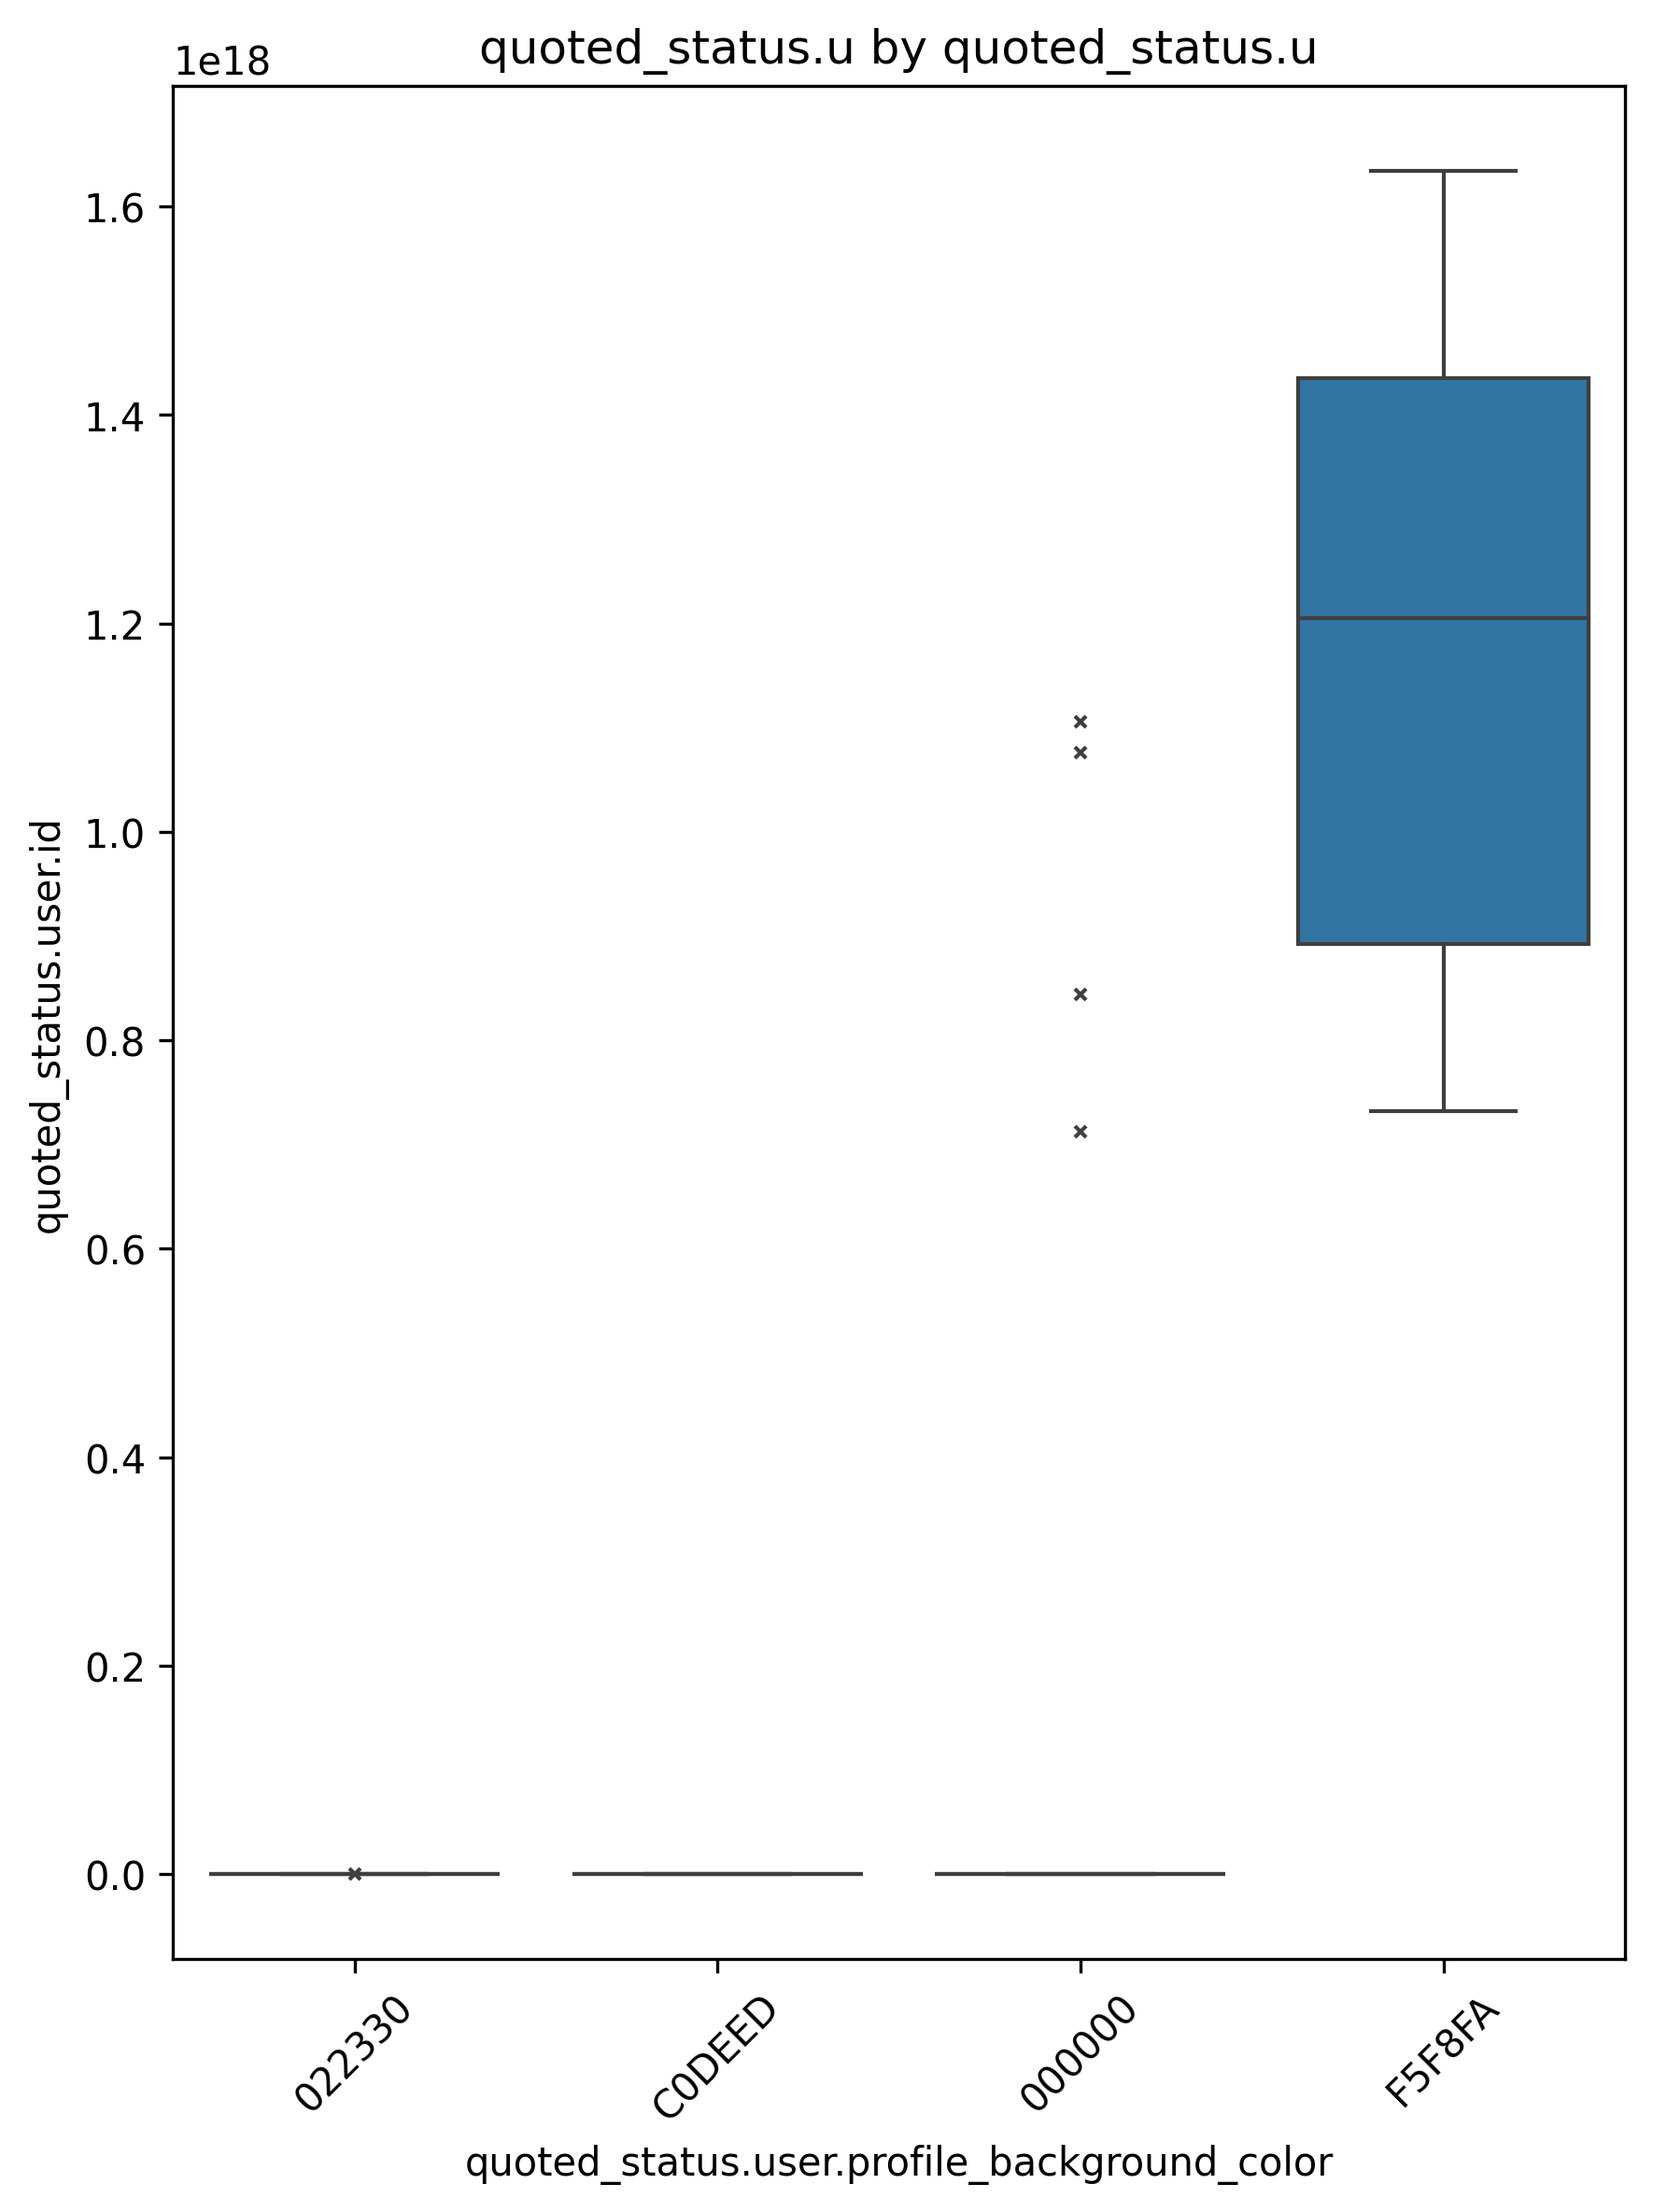 quoted_status.u by quoted_status.u
1e18
1.6
1.4
1.2
1.0
0.8
0.6
0.4
0.2
0.0
quoted_status.user.id
022330
C0DEED
000000
F5F8FA
quoted_status.user.profile_background_color